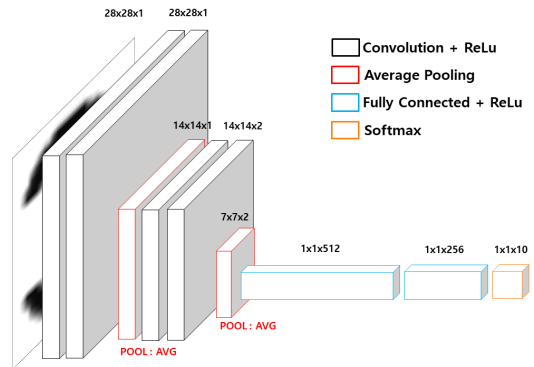 28x28x1 28x28x1
Convolution + ReLu
Average Pooling
Fully Connected + ReLu
Softmax
14x14x1 14x14x2
7x7x2
1x1x512 1x1x256 1x1x10
POOL : AVG
POOL : AVG